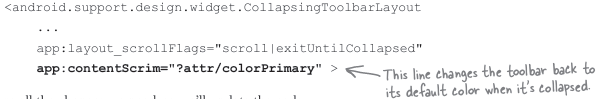 <android.support.design.widget.CollapsingToolbarLayout
...
app:layout_scrollFlags="scroll|exitUntilCollapsed"
app:contentScrim="?attr/colorPrimary" >
This line changes the toolbar back to
its default color when it's collapsed.